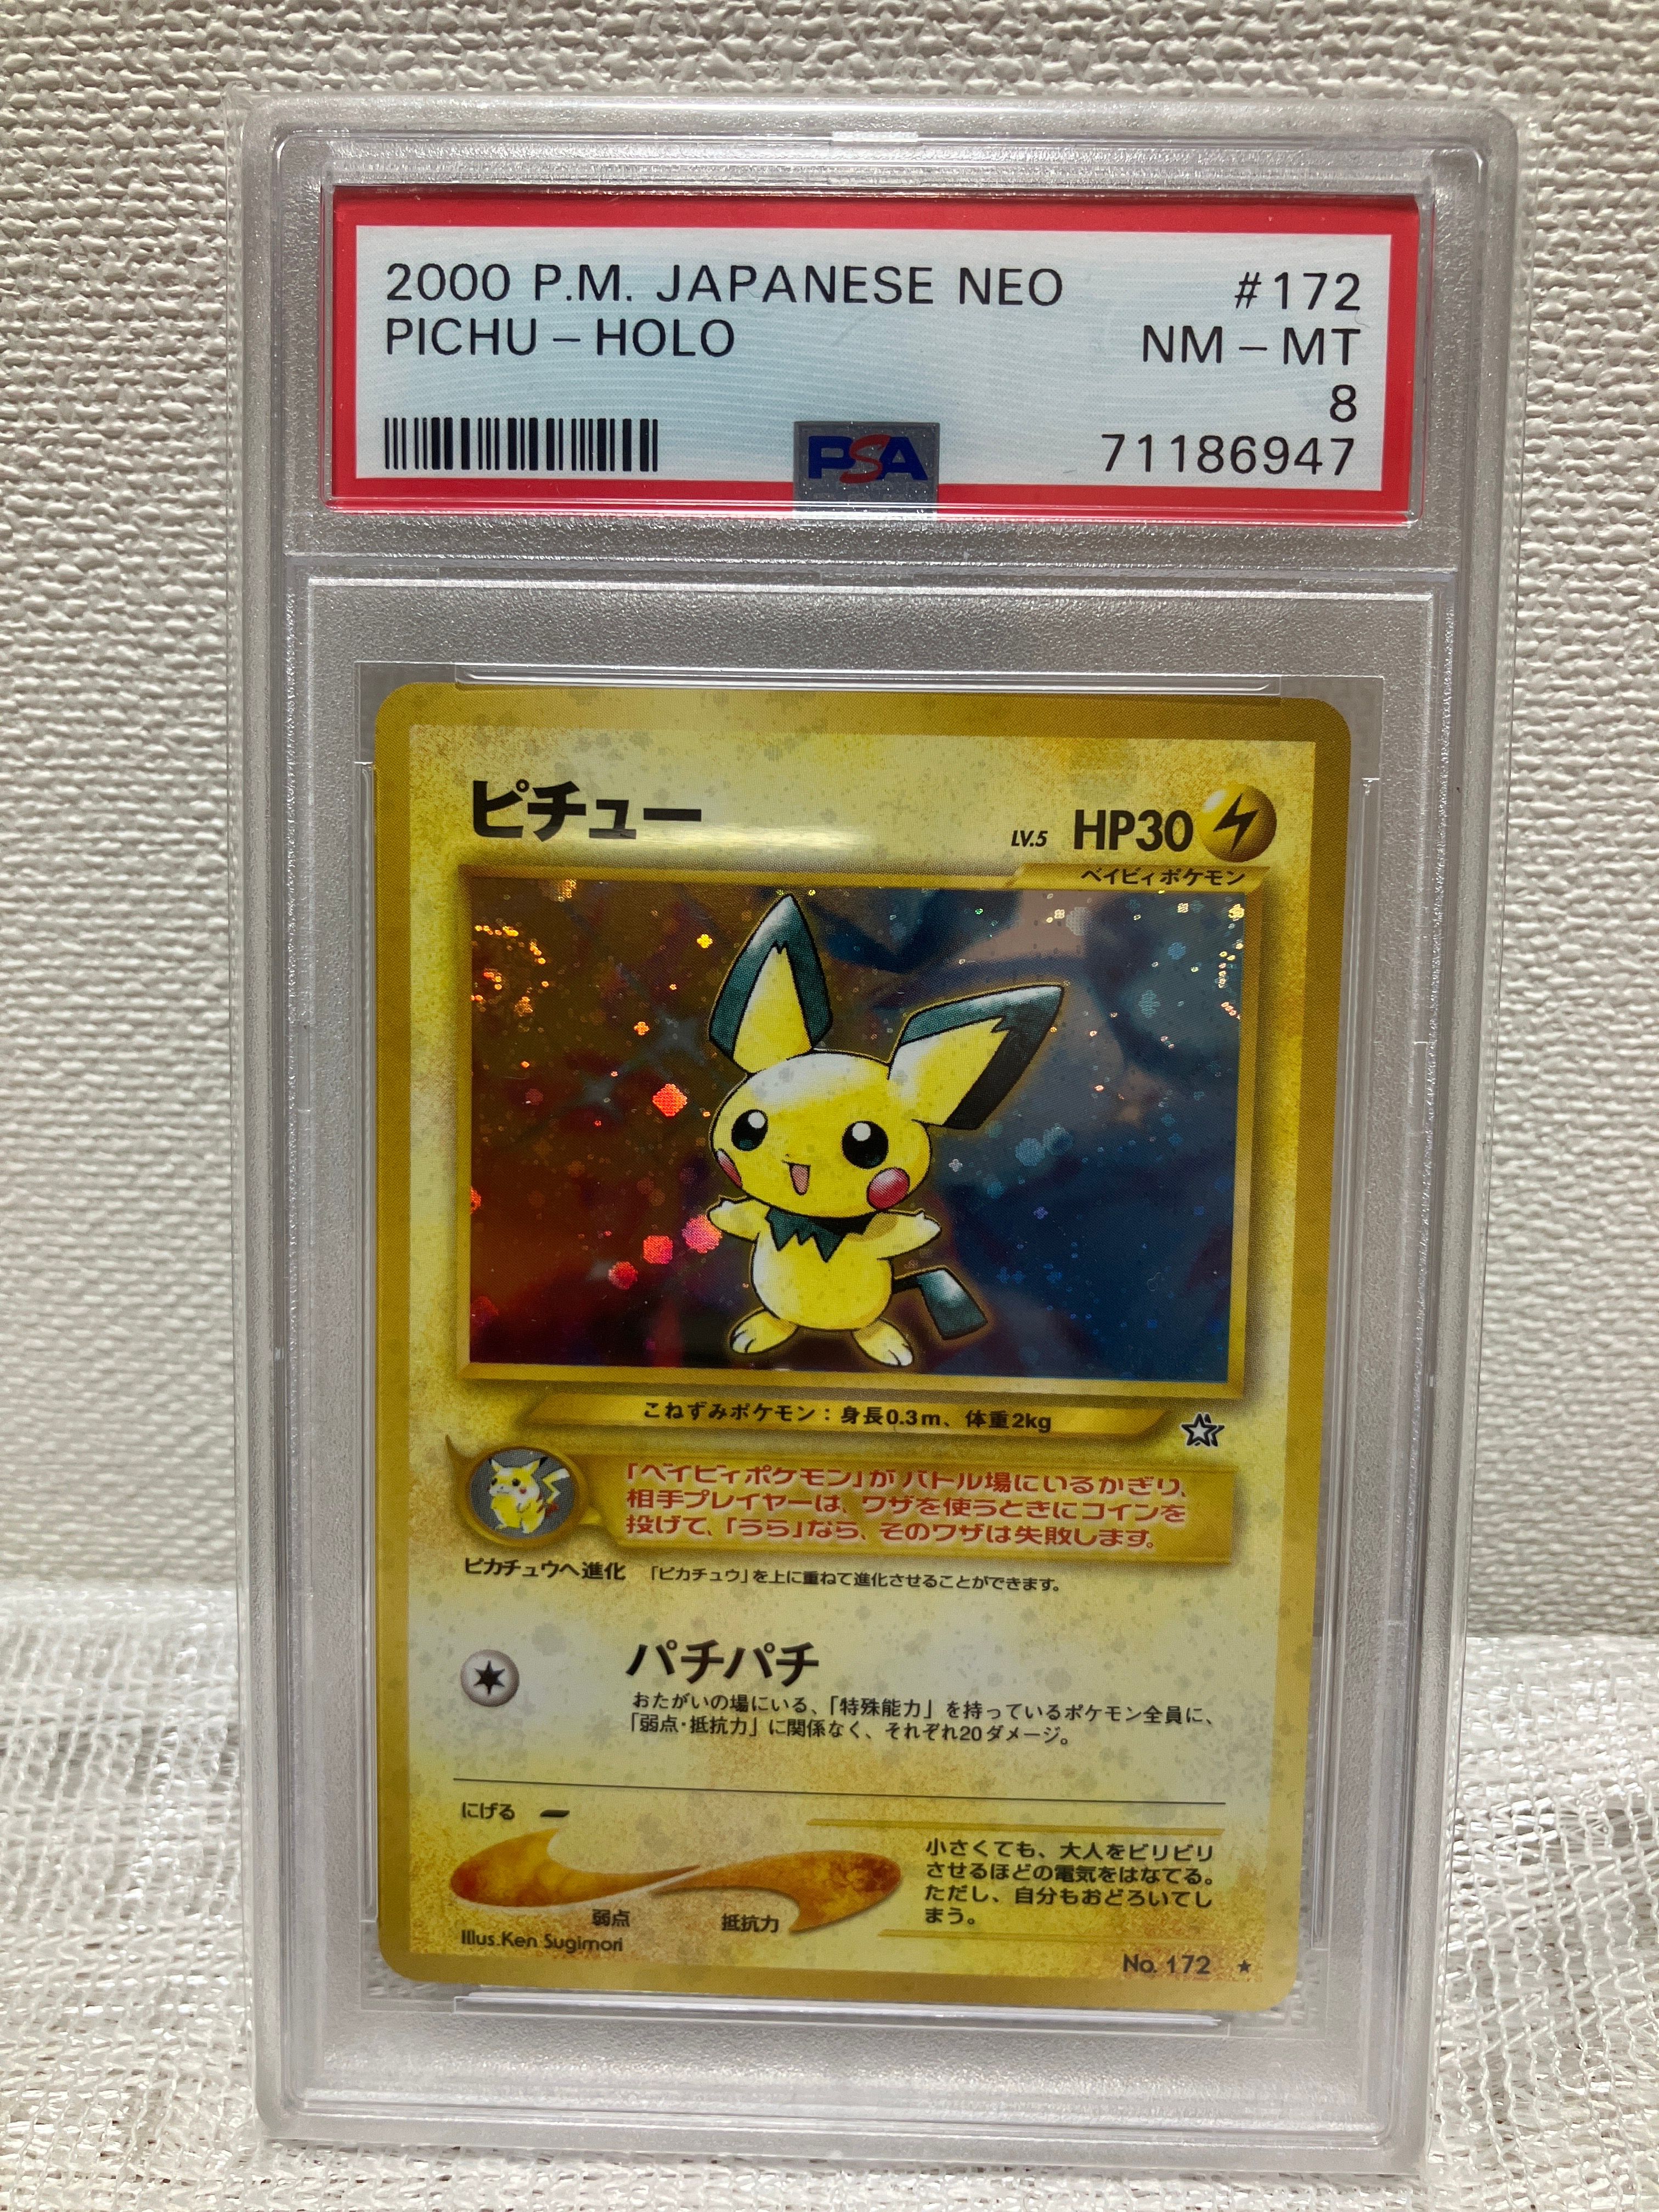 2000 P.M. JAPANESE NEO #172
PICHU – HOLO NM – MT
8
PSA 71186947
ピチュー LV.5 HP30
ベイビィポケモン
こねずみポケモン：身長0.3m、体重2kg
「ベイビィポケモン」がバトル場にいるかぎり、
相手プレイヤーは、ワザを使うときにコインを
投げて、「うら」なら、そのワザは失敗します。
ピカチュウへ進化 「ピカチュウ」を上に重ねて進化させることができます。
パチパチ
おたがいの場にいる、「特殊能力」を持っているポケモン全員に、
「弱点・抵抗力」に関係なく、それぞれ20ダメージ。
にげる
弱点 抵抗力
小さくても、大人をビリビリ
させるほどの電気をはなてる。
ただし、自分もおどろいてし
まう。
Illus.Ken Sugimori
No. 172 ★